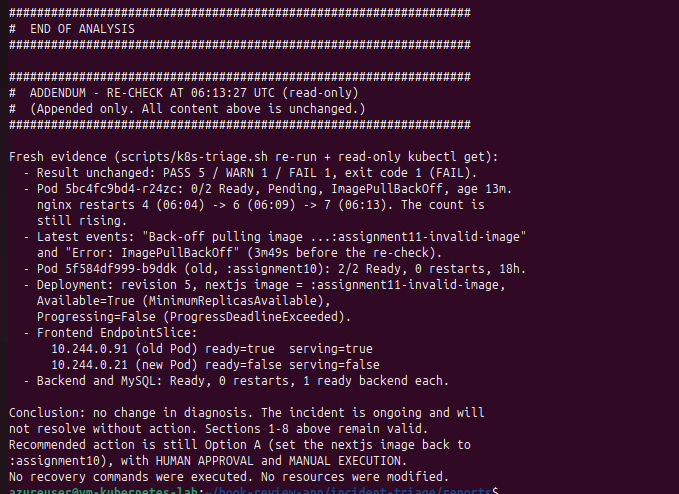 ##################################################################
#  END OF ANALYSIS
##################################################################
##################################################################
#  ADDENDUM - RE-CHECK AT 06:13:27 UTC (read-only)
#  (Appended only. All content above is unchanged.)
##################################################################
Fresh evidence (scripts/k8s-triage.sh re-run + read-only kubectl get):
  - Result unchanged: PASS 5 / WARN 1 / FAIL 1, exit code 1 (FAIL).
  - Pod 5bc4fc9bd4-r24zc: 0/2 Ready, Pending, ImagePullBackOff, age 13m.
    nginx restarts 4 (06:04) -> 6 (06:09) -> 7 (06:13). The count is
    still rising.
  - Latest events: "Back-off pulling image ...:assignment11-invalid-image"
    and "Error: ImagePullBackOff" (3m49s before the re-check).
  - Pod 5f584df999-b9ddk (old, :assignment10): 2/2 Ready, 0 restarts, 18h.
  - Deployment: revision 5, nextjs image = :assignment11-invalid-image,
    Available=True (MinimumReplicasAvailable),
    Progressing=False (ProgressDeadlineExceeded).
  - Frontend EndpointSlice:
      10.244.0.91 (old Pod) ready=true  serving=true
      10.244.0.21 (new Pod) ready=false serving=false
  - Backend and MySQL: Ready, 0 restarts, 1 ready backend each.
Conclusion: no change in diagnosis. The incident is ongoing and will
not resolve without action. Sections 1-8 above remain valid.
Recommended action is still Option A (set the nextjs image back to
:assignment10), with HUMAN APPROVAL and MANUAL EXECUTION.
No recovery commands were executed. No resources were modified.
azureuser@vm-kubernetes-lab:~/book-review-app/incident-triage/reports$